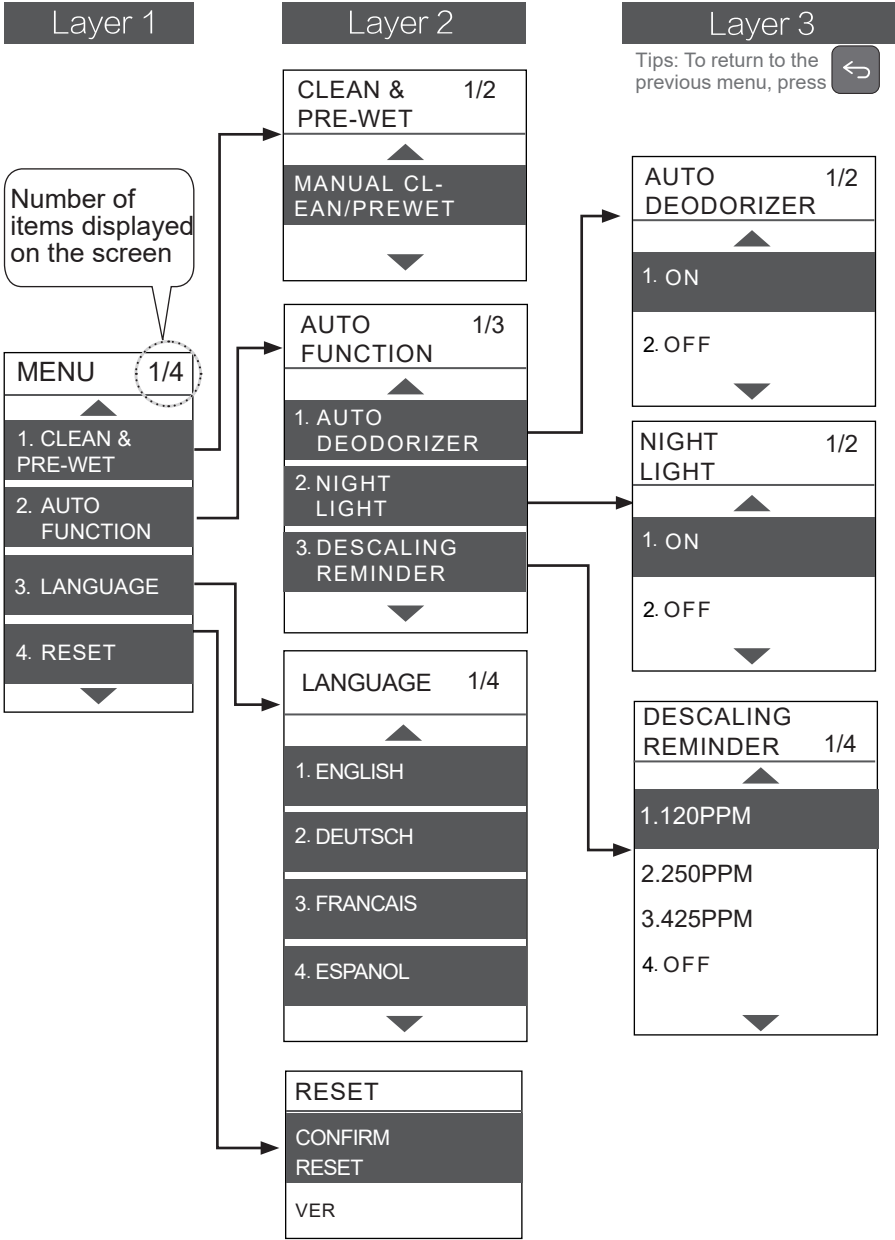 Layer 1
Layer 2
Layer 3
Tips: To return to the
previous menu, press
Number of
items displayed
on the screen
MENU 1/4
1. CLEAN &
PRE-WET
2. AUTO
FUNCTION
3. LANGUAGE
4. RESET
CLEAN & 1/2
PRE-WET
MANUAL CL-
EAN/PREWET
AUTO 1/3
FUNCTION
1. AUTO
DEODORIZER
2. NIGHT
LIGHT
3. DESCALING
REMINDER
LANGUAGE 1/4
1. ENGLISH
2. DEUTSCH
3. FRANCAIS
4. ESPANOL
RESET
CONFIRM
RESET
VER
AUTO 1/2
DEODORIZER
1. ON
2. OFF
NIGHT 1/2
LIGHT
1. ON
2. OFF
DESCALING
REMINDER 1/4
1.120PPM
2.250PPM
3.425PPM
4. OFF